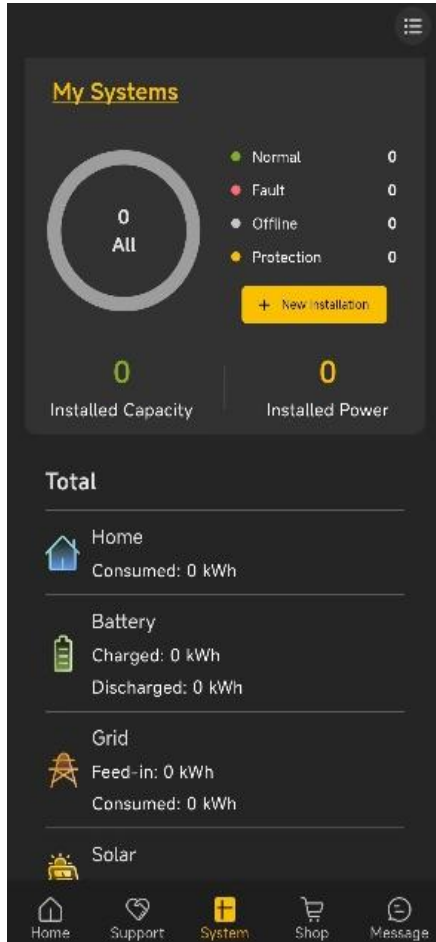 My Systems
0
All
Normal 0
Fault 0
Offline 0
Protection 0
+ New Installation
0
Installed Capacity
0
Installed Power
Total
Home
Consumed: 0 kWh
Battery
Charged: 0 kWh
Discharged: 0 kWh
Grid
Feed-in: 0 kWh
Consumed: 0 kWh
Solar
Home
Support
System
Shop
Message